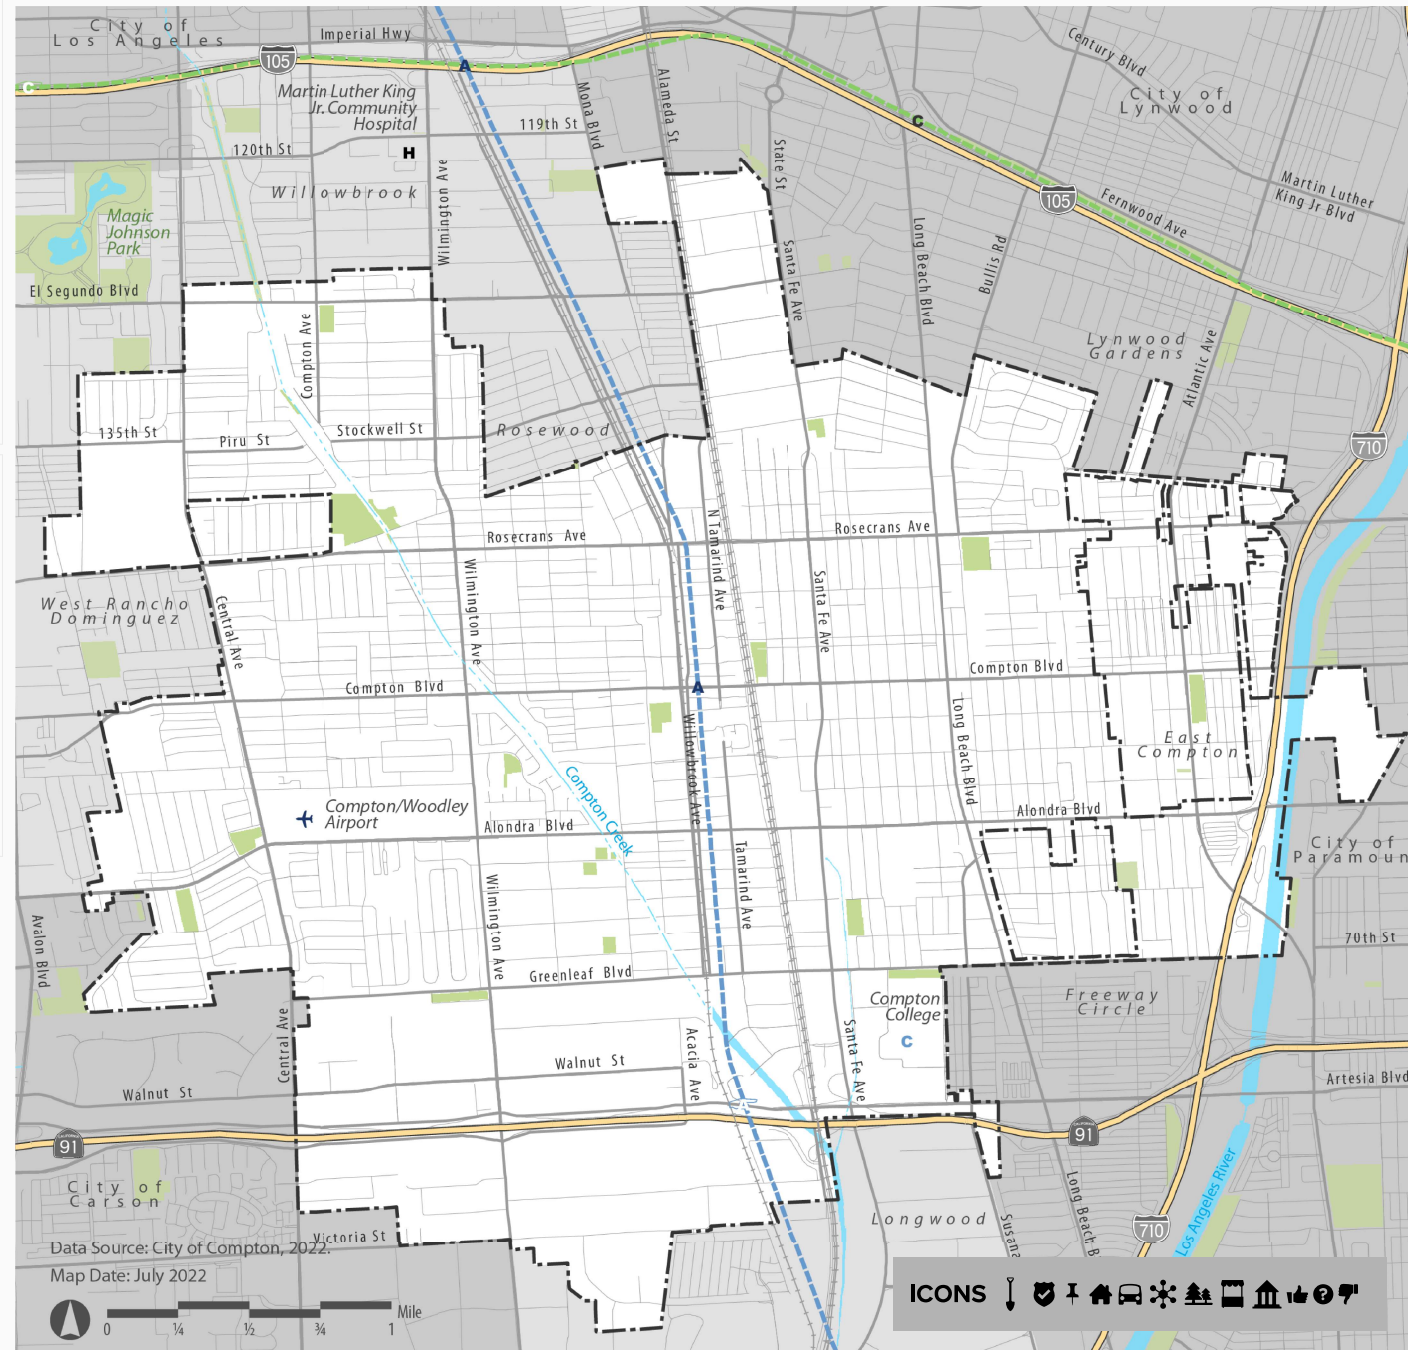 City of
Los Angeles
Imperial Hwy
105
A
C
Martin Luther King
Jr. Community
Hospital
H
Mona Blvd
Alameda St
Century Blvd
City of
Lynwood
C
119th St
120th St
Willowbrook
Wilmington Ave
State St
105
Fernwood Ave
Martin Luther
King Jr Blvd
Magic
Johnson
Park
El Segundo Blvd
Santa Fe Ave
Long Beach Blvd
Bullis Rd
Compton Ave
Lynwood
Gardens
Atlantic Ave
135th St
Piru St
Stockwell St
Rosewood
710
Rosecrans Ave
Rosecrans Ave
N Tamarind Ave
West Rancho
Dominguez
Central Ave
Wilmington Ave
Santa Fe Ave
Compton Blvd
Compton Blvd
A
Willowbrook Ave
Long Beach Blvd
East
Compton
Compton/Woodley
Airport
Compton Creek
Alondra Blvd
Alondra Blvd
City of
Paramoun
Tamarind Ave
Wilmington Ave
Avalon Blvd
70th St
Greenleaf Blvd
Compton
College
C
Freeway
Circle
Central Ave
Acacia Ave
Santa Fe Ave
Walnut St
Walnut St
Artesia Blvd
A
CALIFORNIA
91
CALIFORNIA
91
City of
Carson
Long Beach B
Los Angeles River
Longwood
Susana
710
Victoria St
Data Source: City of Compton, 2022.
Map Date: July 2022
Mile
0 ¼ ½ ¾ 1
ICONS